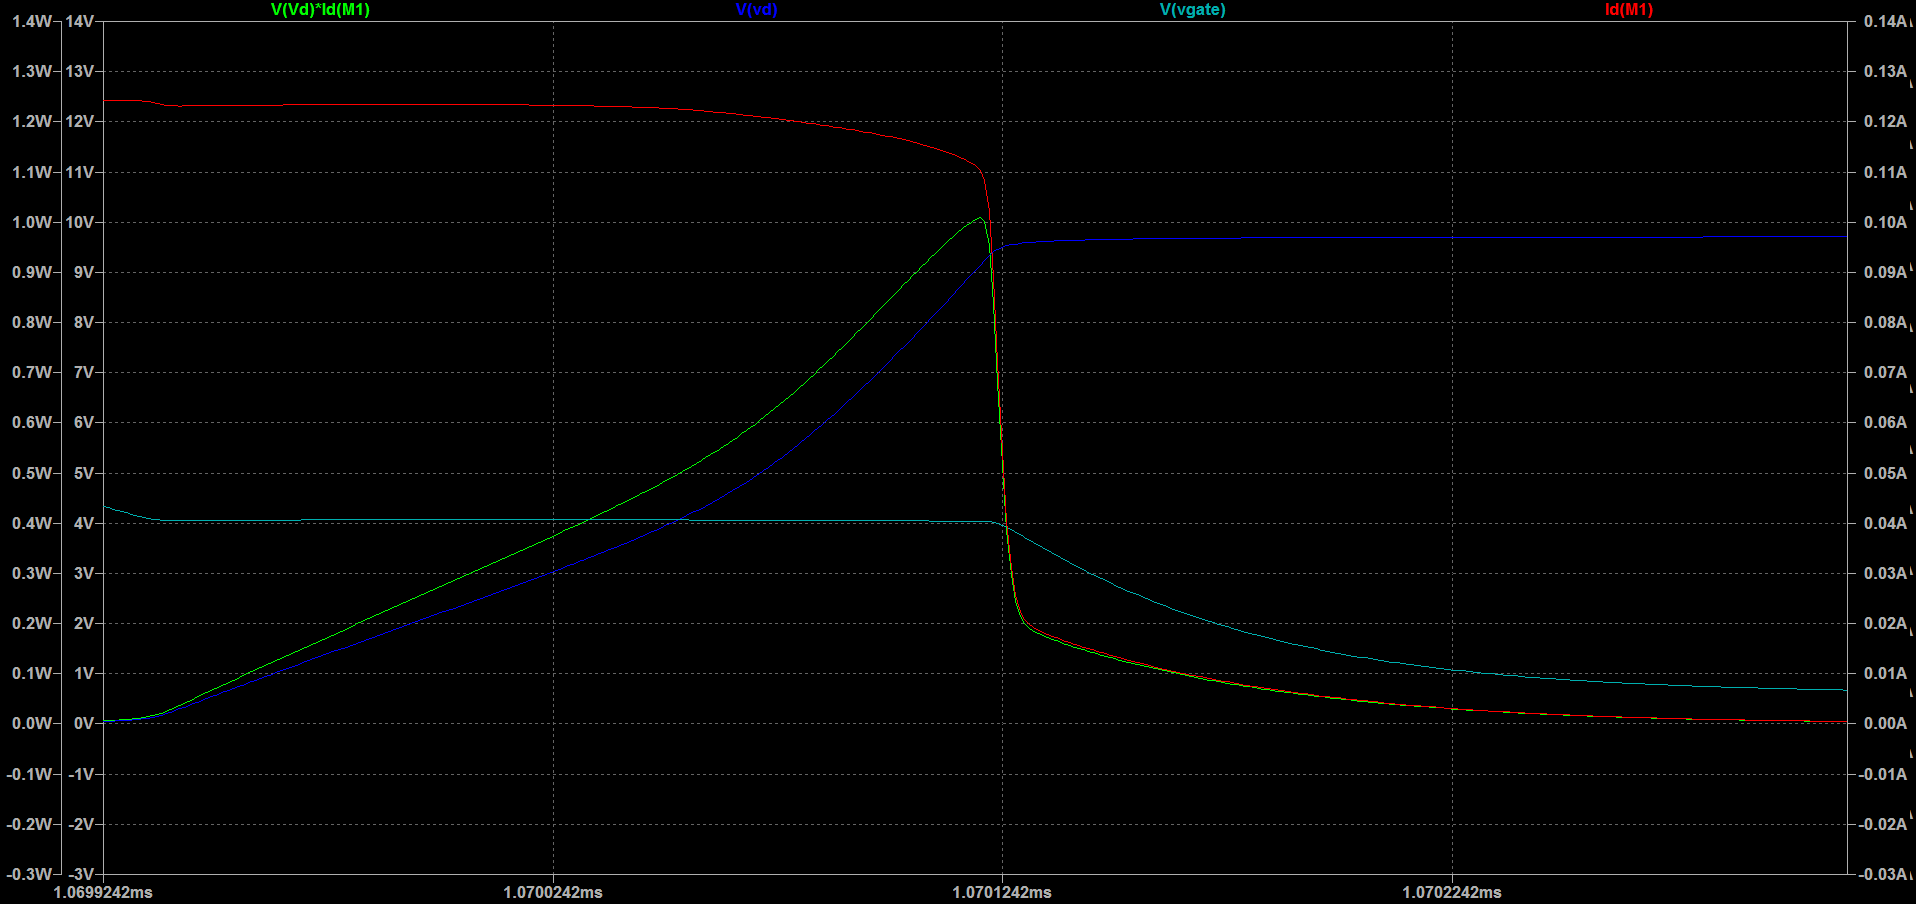 V(Vd)*Id(M1) V(vd) V(vgate) Id(M1)
1.4W 14V 0.14A
1.3W 13V 0.13A
1.2W 12V 0.12A
1.1W 11V 0.11A
1.0W 10V 0.10A
0.9W 9V 0.09A
0.8W 8V 0.08A
0.7W 7V 0.07A
0.6W 6V 0.06A
0.5W 5V 0.05A
0.4W 4V 0.04A
0.3W 3V 0.03A
0.2W 2V 0.02A
0.1W 1V 0.01A
0.0W 0V 0.00A
-0.1W -1V -0.01A
-0.2W -2V -0.02A
-0.3W -3V -0.03A
1.0699242ms 1.0700242ms 1.0701242ms 1.0702242ms